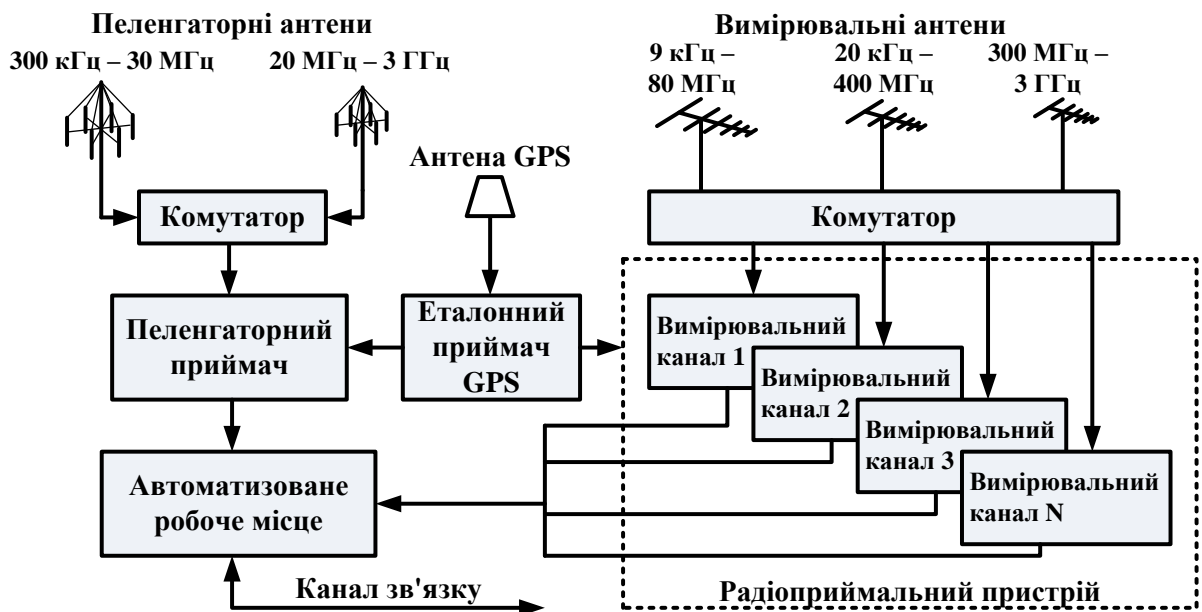 Пеленгаторні антени
300 кГц – 30 МГц
20 МГц – 3 ГГц
Вимірювальні антени
9 кГц –
80 МГц
20 кГц –
400 МГц
300 МГц –
3 ГГц
Антена GPS
Комутатор
Комутатор
Пеленгаторний
приймач
Еталонний
приймач
GPS
Вимірювальний
канал 1
Вимірювальний
канал 2
Вимірювальний
канал 3
Вимірювальний
канал N
Автоматизоване
робоче місце
Канал зв'язку
Радіоприймальний пристрій